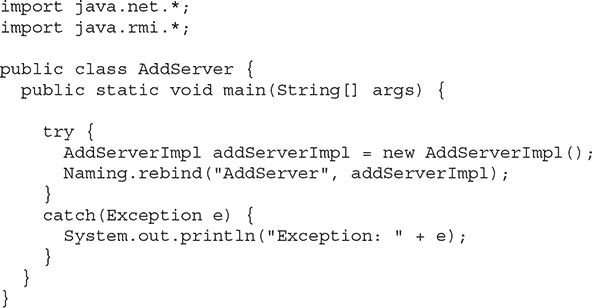 import java.net.*;
import java.rmi.*;

public class AddServer {
  public static void main(String[] args) {

    try {
      AddServerImpl addServerImpl = new AddServerImpl();
      Naming.rebind("AddServer", addServerImpl);
    }
    catch(Exception e) {
      System.out.println("Exception: " + e);
    }
  }
}